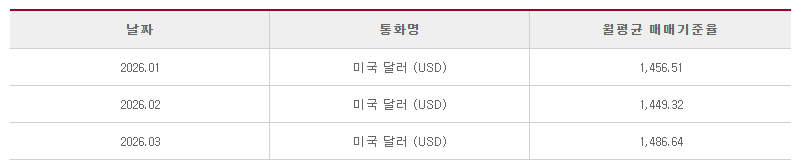 날짜 통화명 월평균 매매기준율
2026.01 미국 달러 (USD) 1,456.51
2026.02 미국 달러 (USD) 1,449.32
2026.03 미국 달러 (USD) 1,486.64